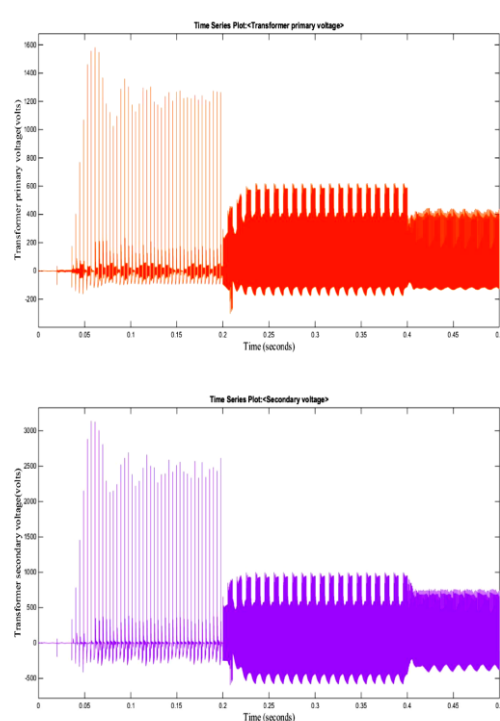 Time Series Plot:<Transformer primary voltage>
Transformer primary voltage(volts)
1600
1400
1200
1000
800
600
400
200
0
-200
0 0.05 0.1 0.15 0.2 0.25 0.3 0.35 0.4 0.45 0.5
Time (seconds)
Time Series Plot:<Secondary voltage>
Transformer secondary voltage(volts)
3000
2500
2000
1500
1000
500
0
-500
0 0.05 0.1 0.15 0.2 0.25 0.3 0.35 0.4 0.45 0.5
Time (seconds)